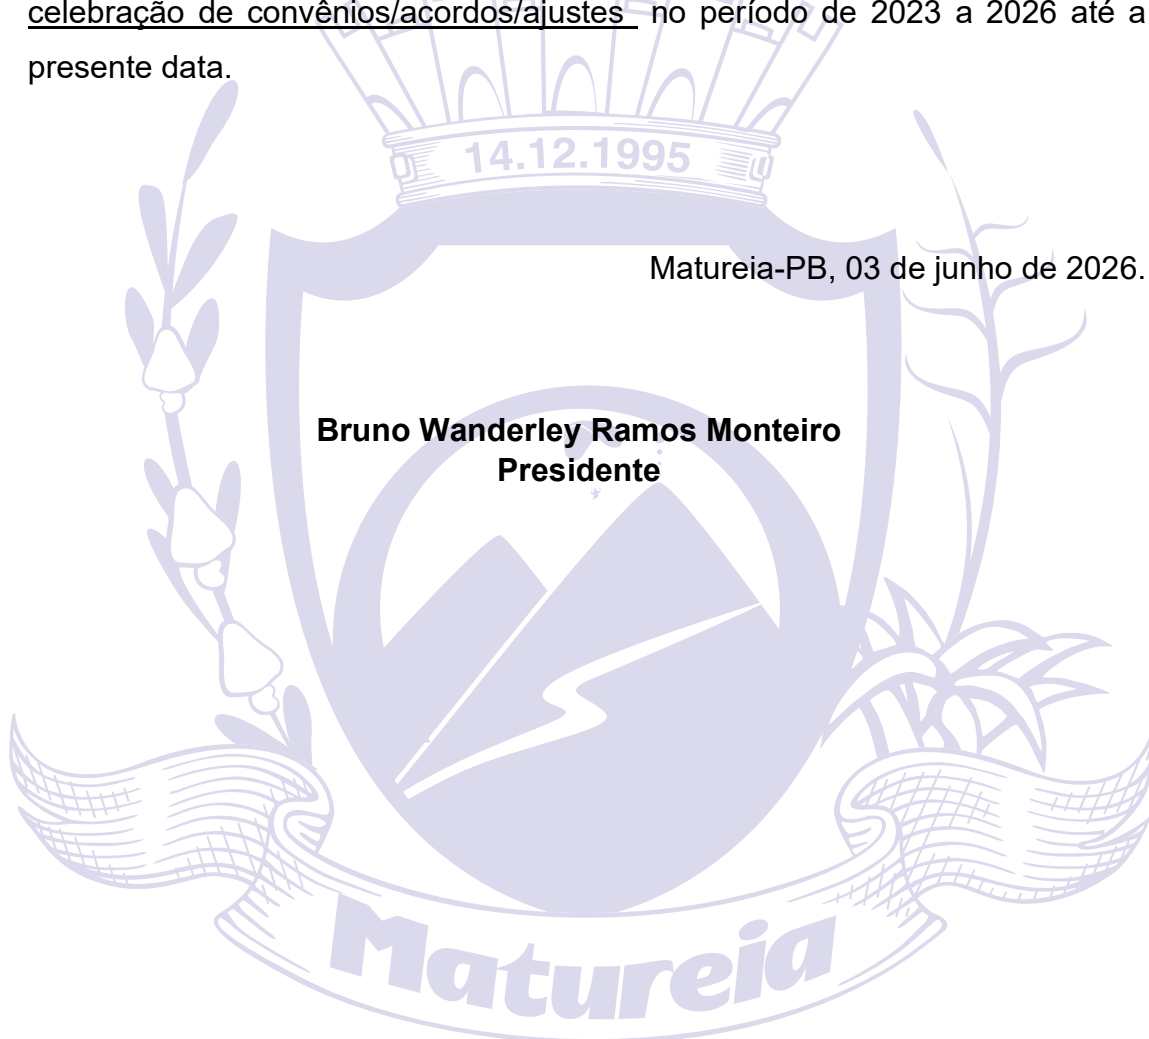 celebração de convênios/acordos/ajustes no período de 2023 a 2026 até a
presente data.
14.12.1995
Matureia-PB, 03 de junho de 2026.
Bruno Wanderley Ramos Monteiro
Presidente
Matureia